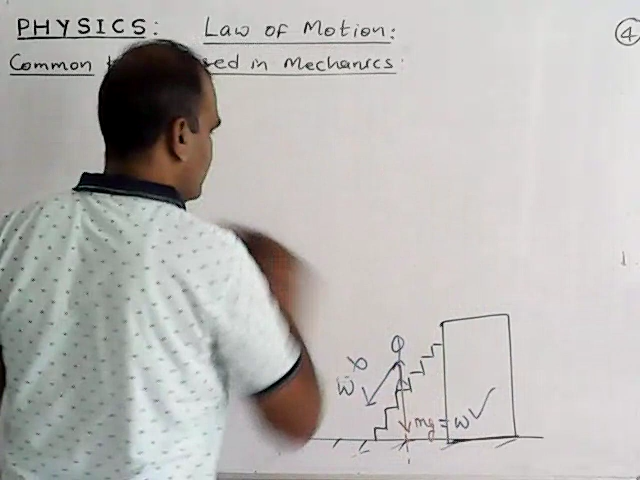 PHYSICS: Law of Motion:
④
Common ed in Mechanics:
W
mg = w